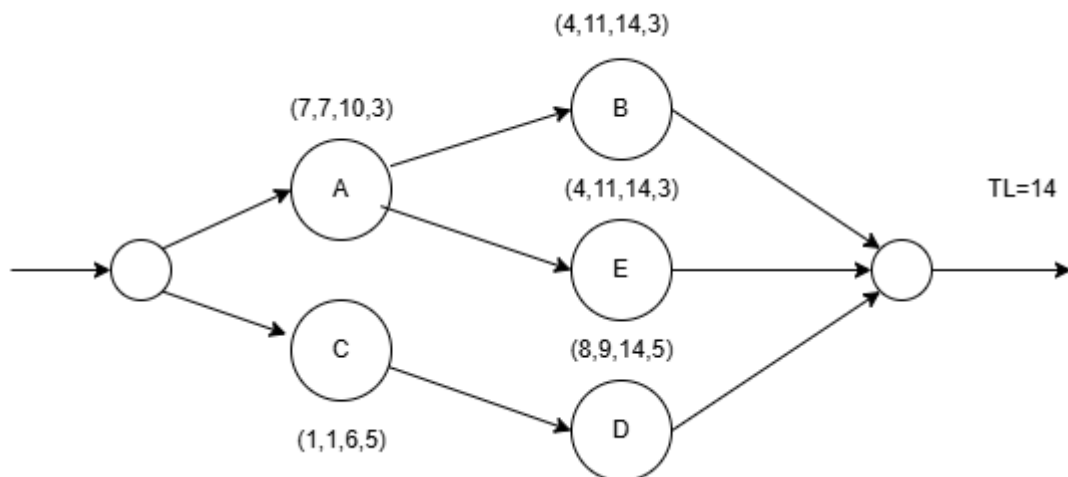 (4,11,14,3)
B
(7,7,10,3)
A
(4,11,14,3)
TL=14
E
C
(8,9,14,5)
D
(1,1,6,5)